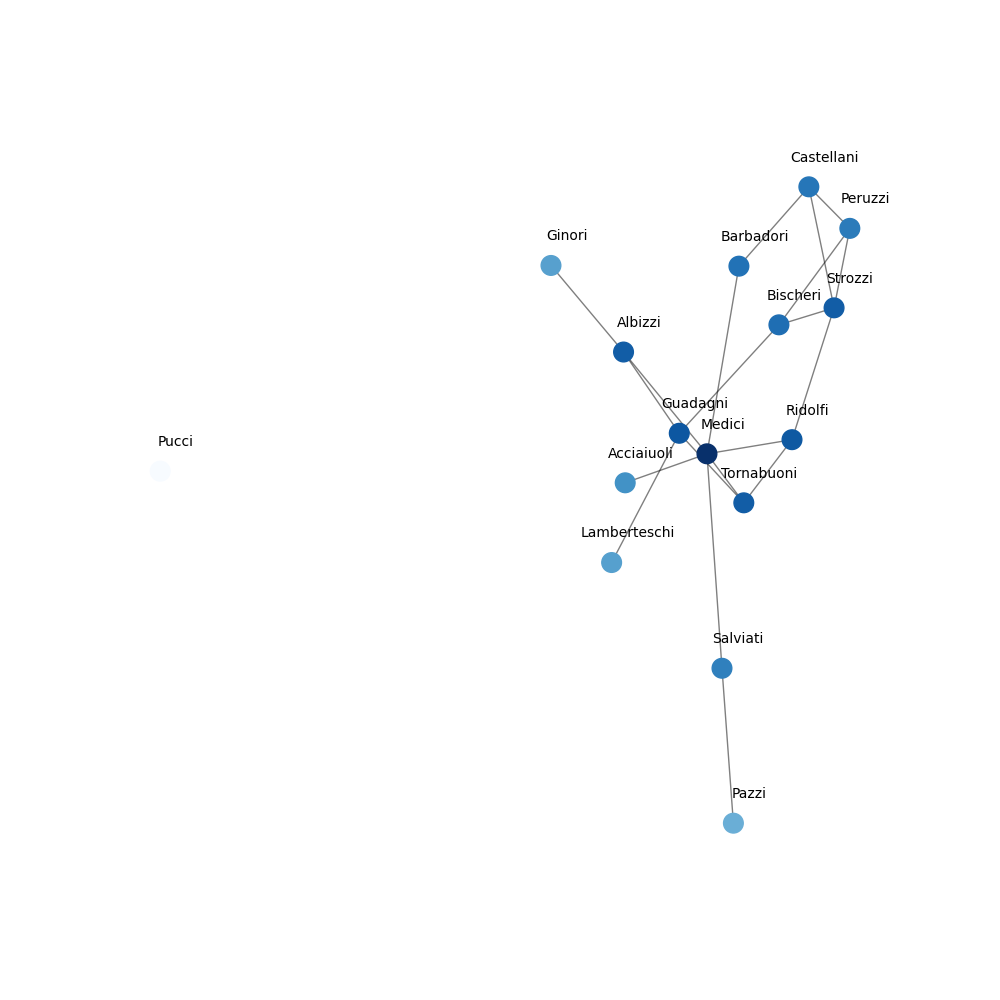 Castellani
Peruzzi
Ginori
Barbadori
Strozzi
Bischeri
Albizzi
Guadagni
Ridolfi
Medici
Pucci
Acciaiuoli
Tornabuoni
Lamberteschi
Salviati
Pazzi